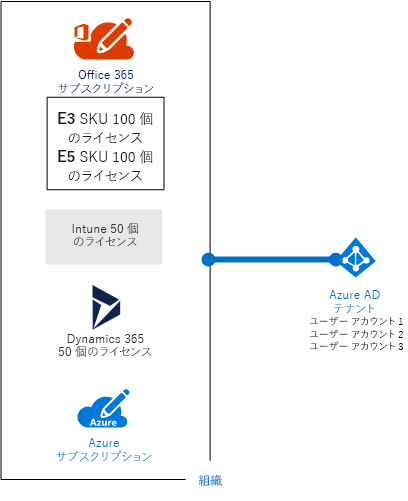 Office 365
サブスクリプション
E3 SKU 100 個
のライセンス
E5 SKU 100 個
のライセンス
Intune 50 個
のライセンス
Dynamics 365
50 個のライセンス
Azure
Azure
サブスクリプション
Azure AD
テナント
ユーザー アカウント 1
ユーザー アカウント 2
ユーザー アカウント 3
組織